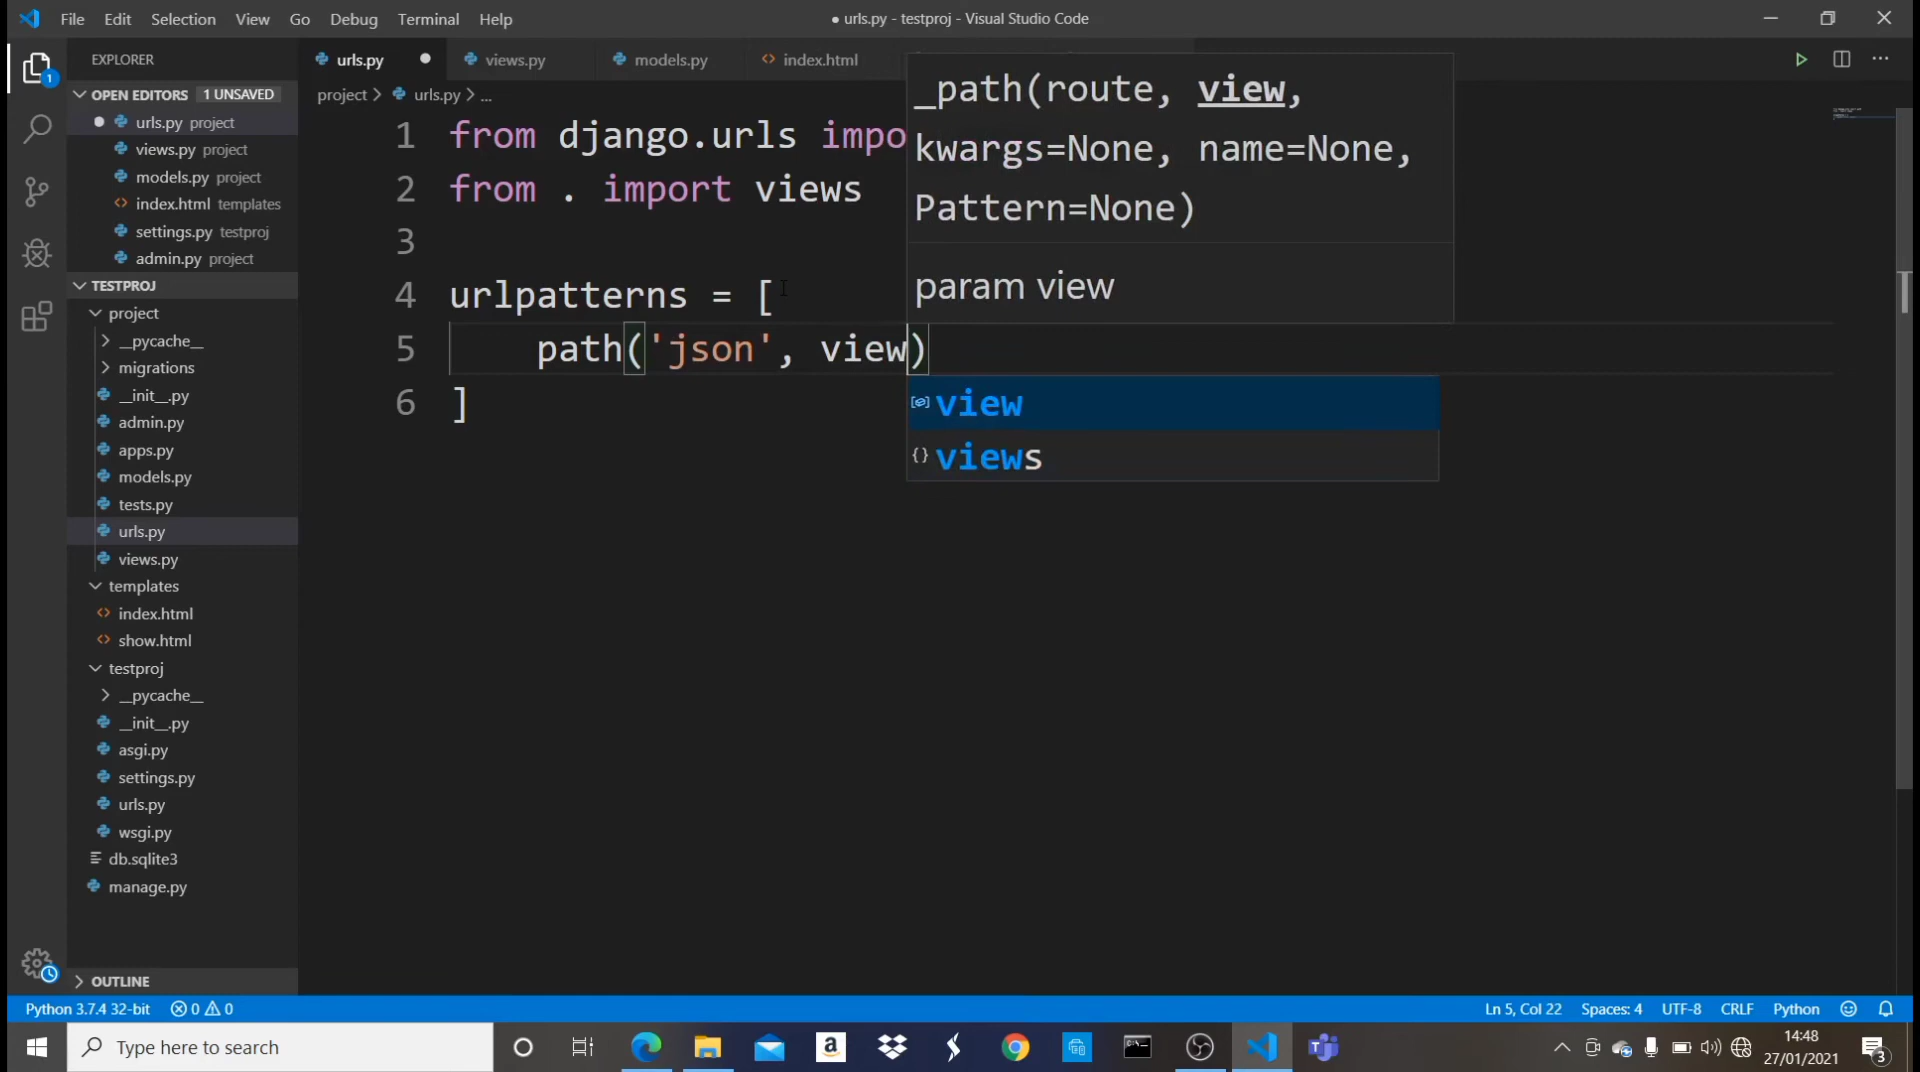 File Edit Selection View Go Debug Terminal Help
● urls.py - testproj - Visual Studio Code
EXPLORER
OPEN EDITORS 1 UNSAVED
urls.py project
views.py project
models.py project
index.html templates
settings.py testproj
admin.py project
TESTPROJ
project
__pycache__
migrations
__init__.py
admin.py
apps.py
models.py
tests.py
urls.py
views.py
templates
index.html
show.html
testproj
__pycache__
__init__.py
asgi.py
settings.py
urls.py
wsgi.py
db.sqlite3
manage.py
OUTLINE
1
urls.py views.py models.py index.html
project > urls.py > ...
1 from django.urls impo
2 from . import views
3
4 urlpatterns = [
5 path('json', view)
6 ]
_path(route, view,
kwargs=None, name=None,
Pattern=None)
param view
view
views
Python 3.7.4 32-bit 0 0
Ln 5, Col 22 Spaces: 4 UTF-8 CRLF Python
Type here to search
14:48
27/01/2021
3